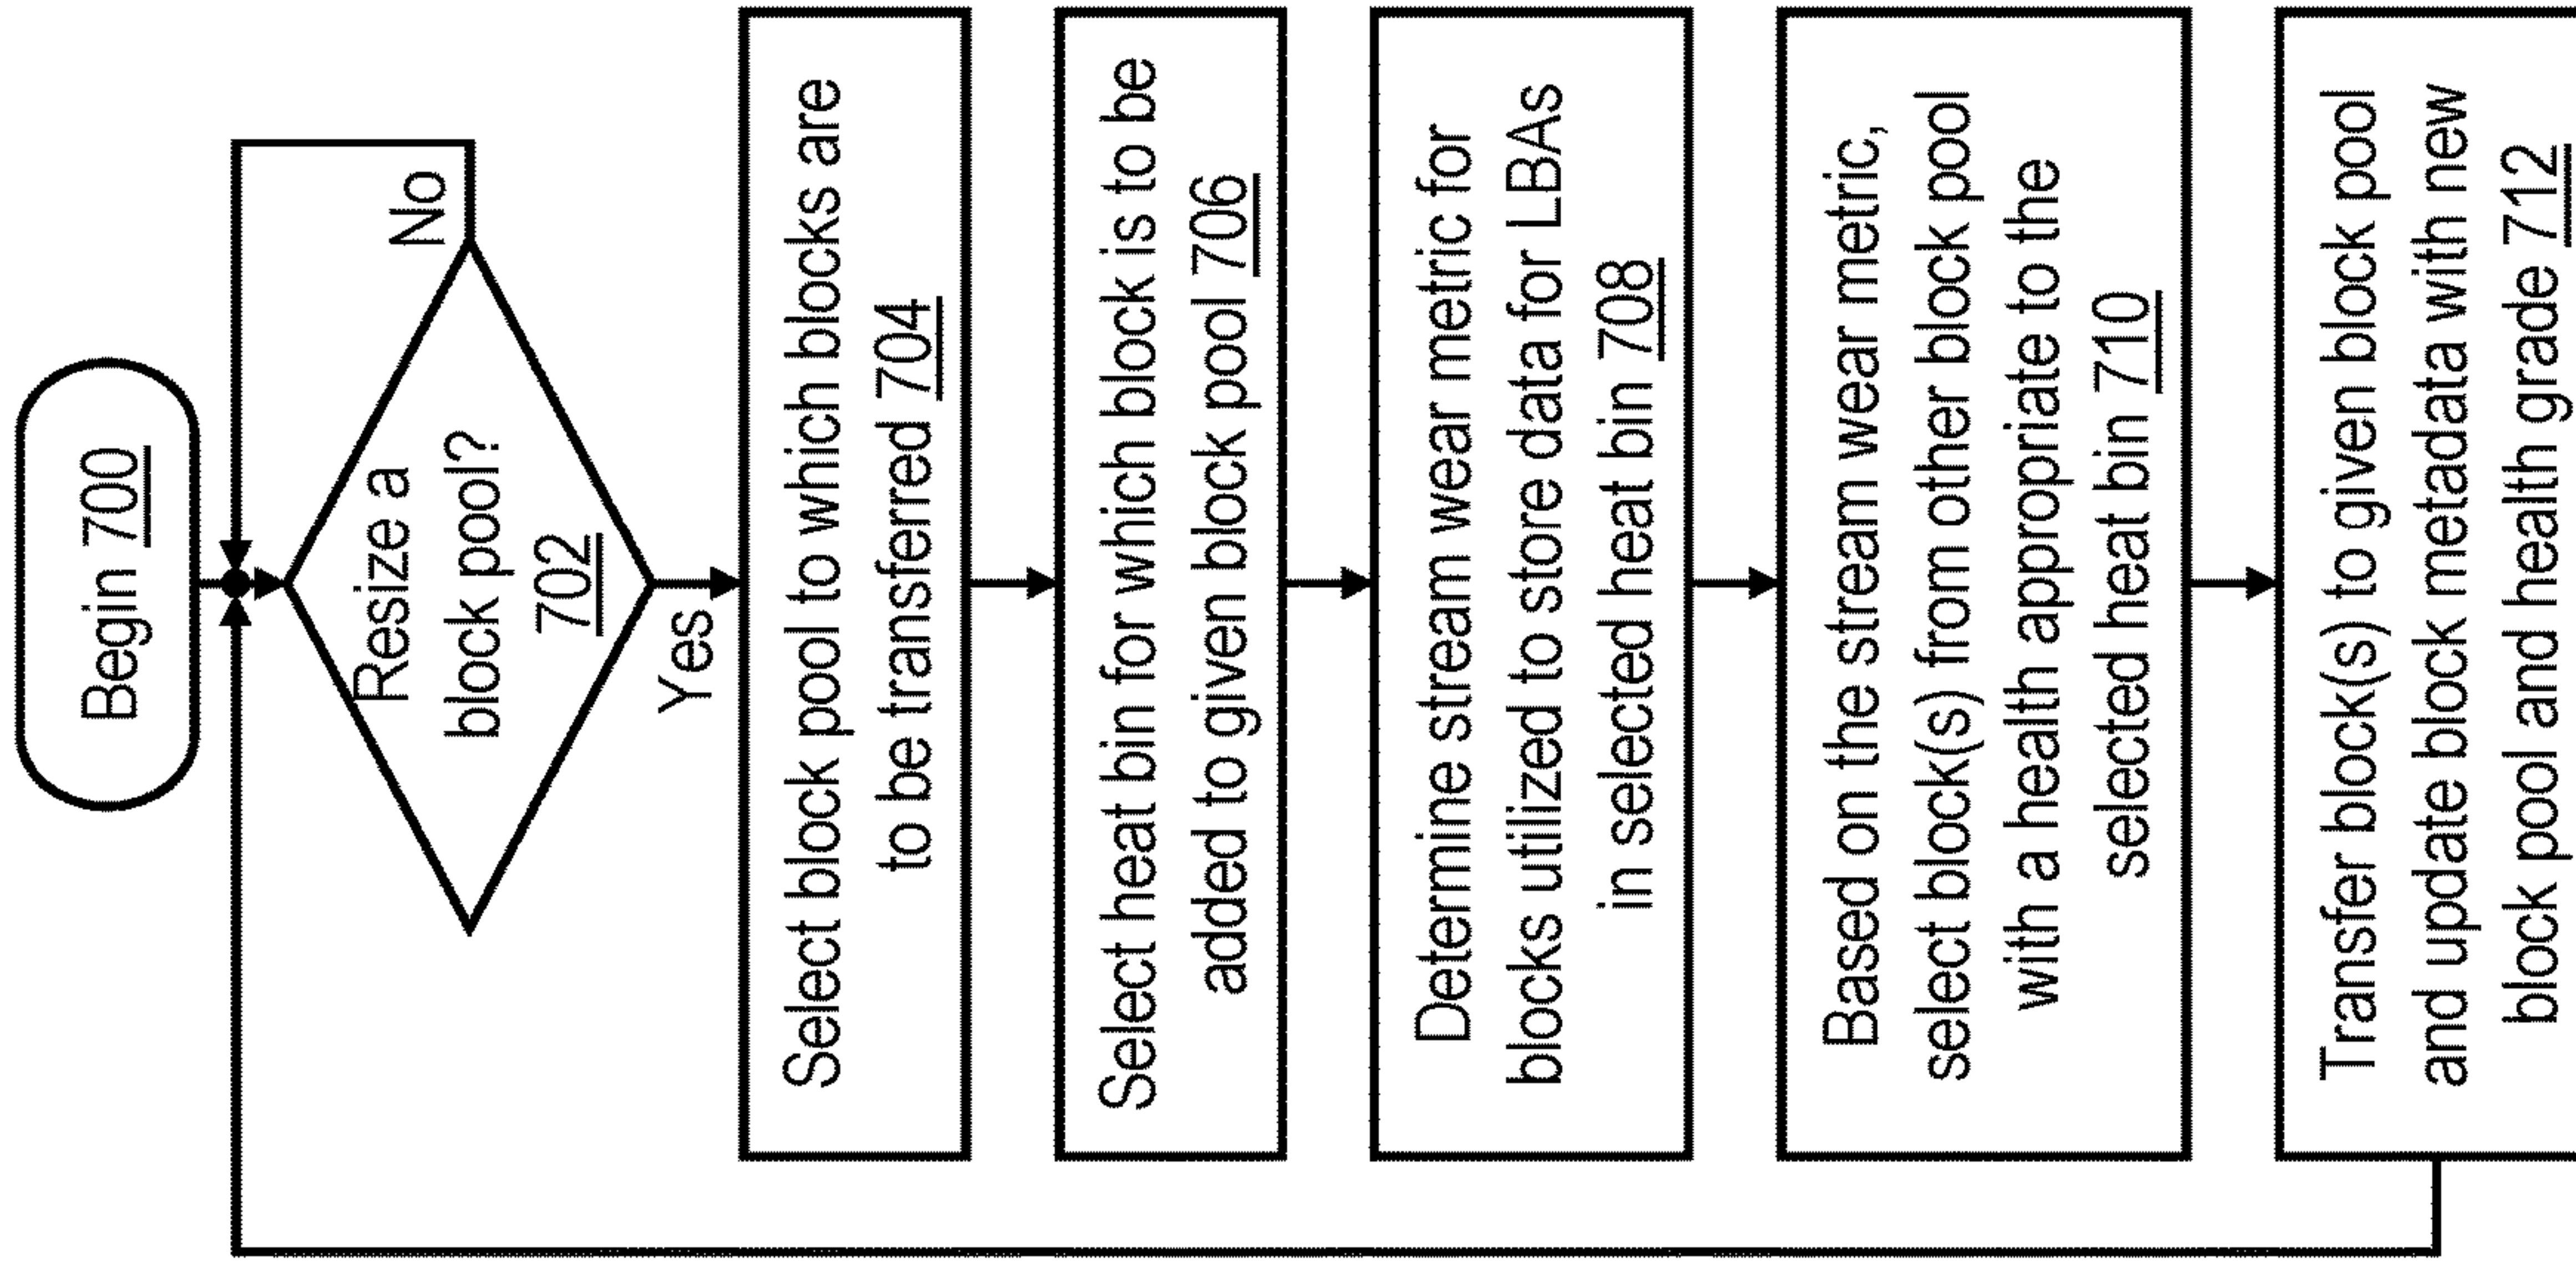 Begin 700
Resize a
block pool?
702
No
Yes
Select block pool to which blocks are
to be transferred 704
Select heat bin for which block is to be
added to given block pool 706
Determine stream wear metric for
blocks utilized to store data for LBAs
in selected heat bin 708
Based on the stream wear metric,
select block(s) from other block pool
with a health appropriate to the
selected heat bin 710
Transfer block(s) to given block pool
and update block metadata with new
block pool and health grade 712